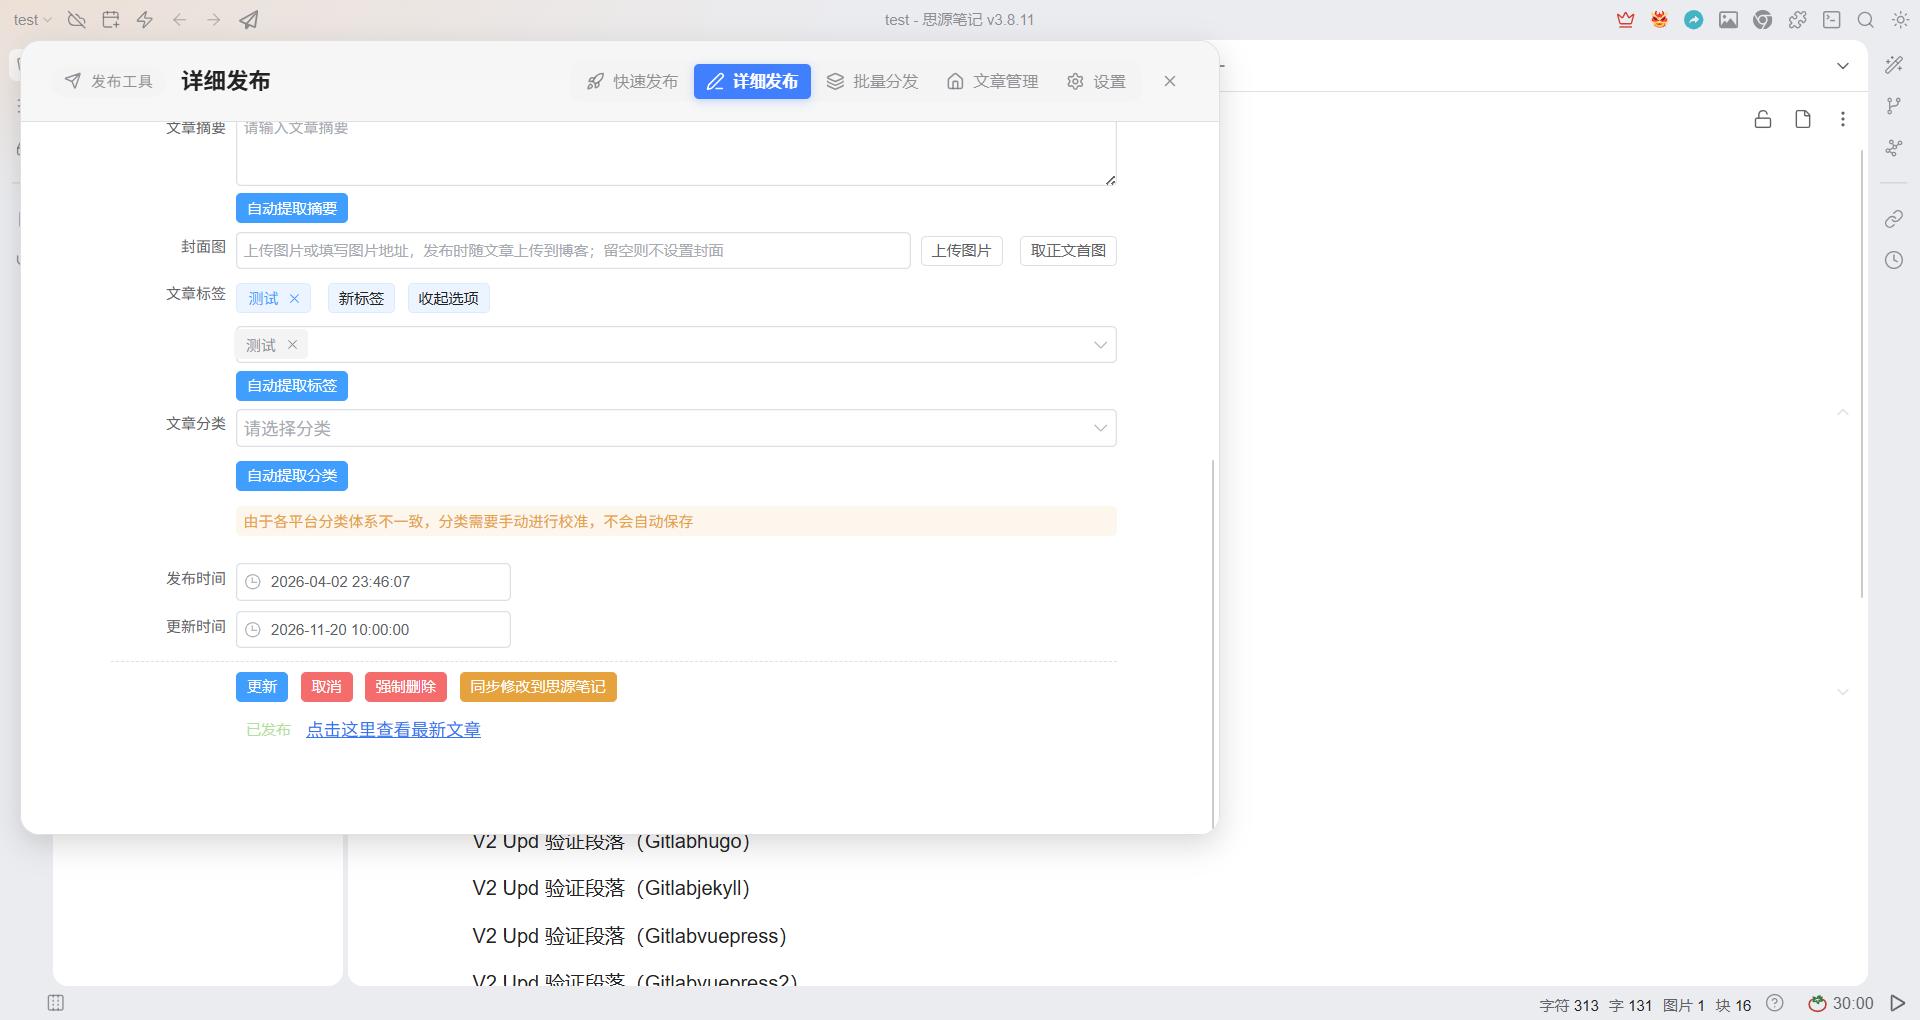 test
test - 思源笔记 v3.8.11
发布工具
详细发布
快速发布
详细发布
批量分发
文章管理
设置
文章摘要
请输入文章摘要
自动提取摘要
封面图
上传图片或填写图片地址，发布时随文章上传到博客；留空则不设置封面
上传图片
取正文首图
文章标签
测试
新标签
收起选项
测试
自动提取标签
文章分类
请选择分类
自动提取分类
由于各平台分类体系不一致，分类需要手动进行校准，不会自动保存
发布时间
2026-04-02 23:46:07
更新时间
2026-11-20 10:00:00
更新
取消
强制删除
同步修改到思源笔记
已发布
点击这里查看最新文章
V2 Upd 验证段落（Gitlabhugo）
V2 Upd 验证段落（Gitlabjekyll）
V2 Upd 验证段落（Gitlabvuepress）
V2 Upd 验证段落（Gitlabvuepress2）
字符 313 字 131 图片 1 块 16
30:00